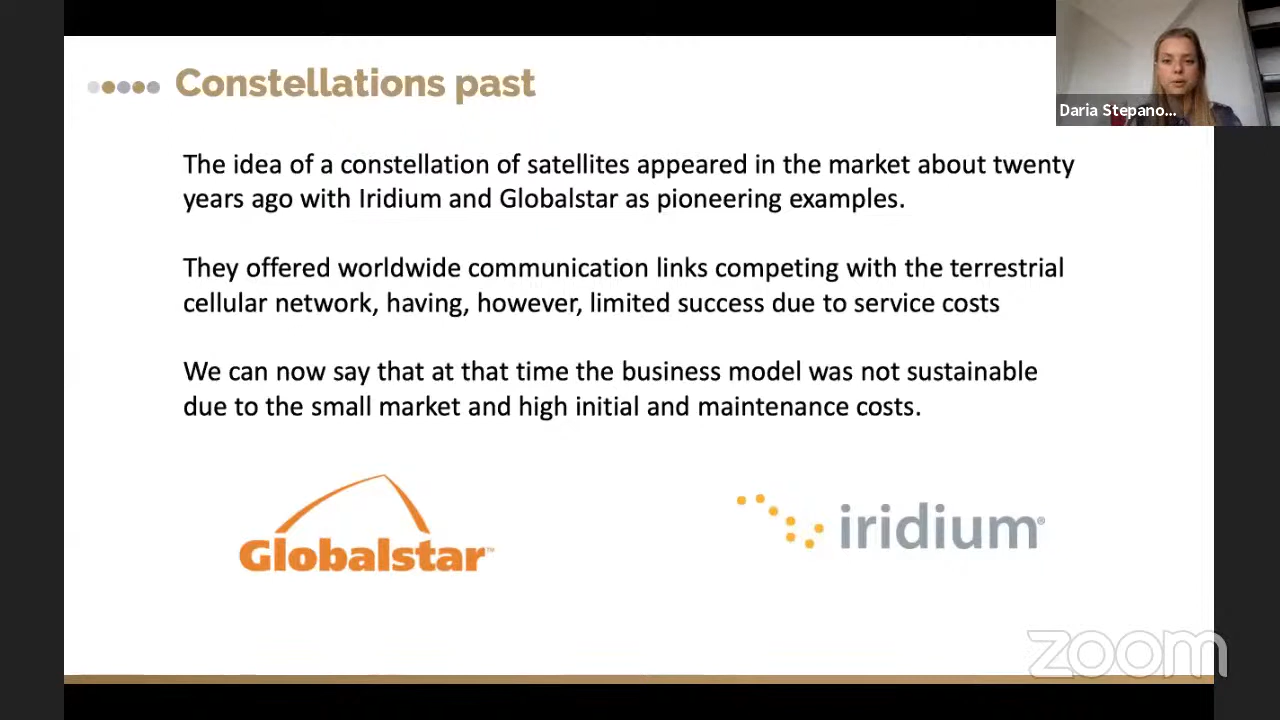 Constellations past
Daria Stepano...
The idea of a constellation of satellites appeared in the market about twenty
years ago with Iridium and Globalstar as pioneering examples.
They offered worldwide communication links competing with the terrestrial
cellular network, having, however, limited success due to service costs
We can now say that at that time the business model was not sustainable
due to the small market and high initial and maintenance costs.
Globalstar™
iridium®
zoom